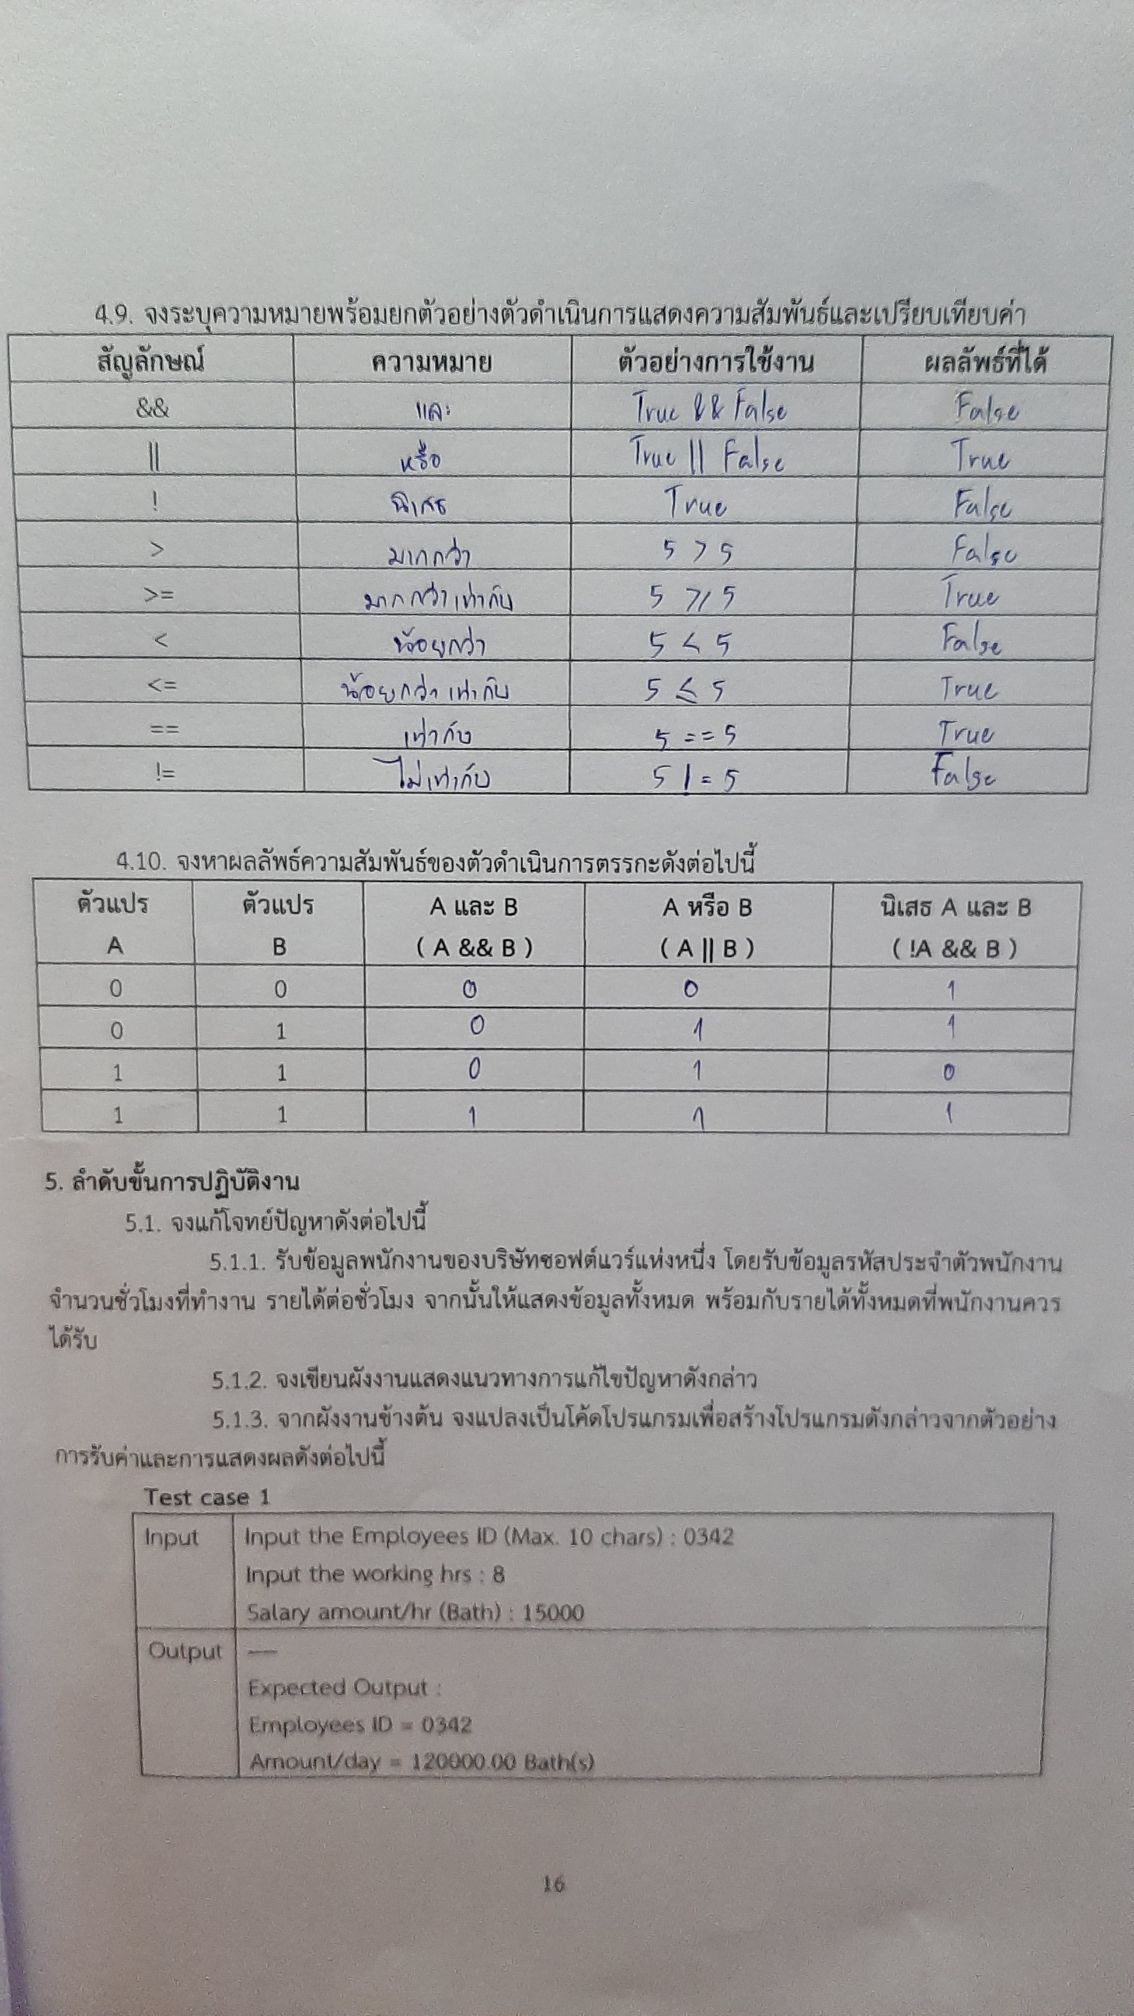 4.9. จงระบุความหมายพร้อมยกตัวอย่างตัวดำเนินการแสดงความสัมพันธ์และเปรียบเทียบค่า
สัญลักษณ์ ความหมาย ตัวอย่างการใช้งาน ผลลัพธ์ที่ได้
&& และ True && False False
|| หรือ True || False True
! นิเสธ True False
> มากกว่า 5 > 5 False
>= มากกว่าเท่ากับ 5 ⩾ 5 True
< น้อยกว่า 5 < 5 False
<= น้อยกว่าเท่ากับ 5 ≤ 5 True
== เท่ากับ 5 == 5 True
!= ไม่เท่ากับ 5 != 5 False
4.10. จงหาผลลัพธ์ความสัมพันธ์ของตัวดำเนินการตรรกะดังต่อไปนี้
ตัวแปร ตัวแปร A และ B A หรือ B นิเสธ A และ B
A B ( A && B ) ( A || B ) ( !A && B )
0 0 0 0 1
0 1 0 1 1
1 1 0 1 0
1 1 1 1 1
5. ลำดับขั้นการปฏิบัติงาน
5.1. จงแก้โจทย์ปัญหาดังต่อไปนี้
5.1.1. รับข้อมูลพนักงานของบริษัทซอฟต์แวร์แห่งหนึ่ง โดยรับข้อมูลรหัสประจำตัวพนักงาน
จำนวนชั่วโมงที่ทำงาน รายได้ต่อชั่วโมง จากนั้นให้แสดงข้อมูลทั้งหมด พร้อมกับรายได้ทั้งหมดที่พนักงานควร
ได้รับ
5.1.2. จงเขียนผังงานแสดงแนวทางการแก้ไขปัญหาดังกล่าว
5.1.3. จากผังงานข้างต้น จงแปลงเป็นโค้ดโปรแกรมเพื่อสร้างโปรแกรมดังกล่าวจากตัวอย่าง
การรับค่าและการแสดงผลดังต่อไปนี้
Test case 1
Input Input the Employees ID (Max. 10 chars) : 0342
Input the working hrs : 8
Salary amount/hr (Bath) : 15000
Output ----
Expected Output :
Employees ID = 0342
Amount/day = 120000.00 Bath(s)
16